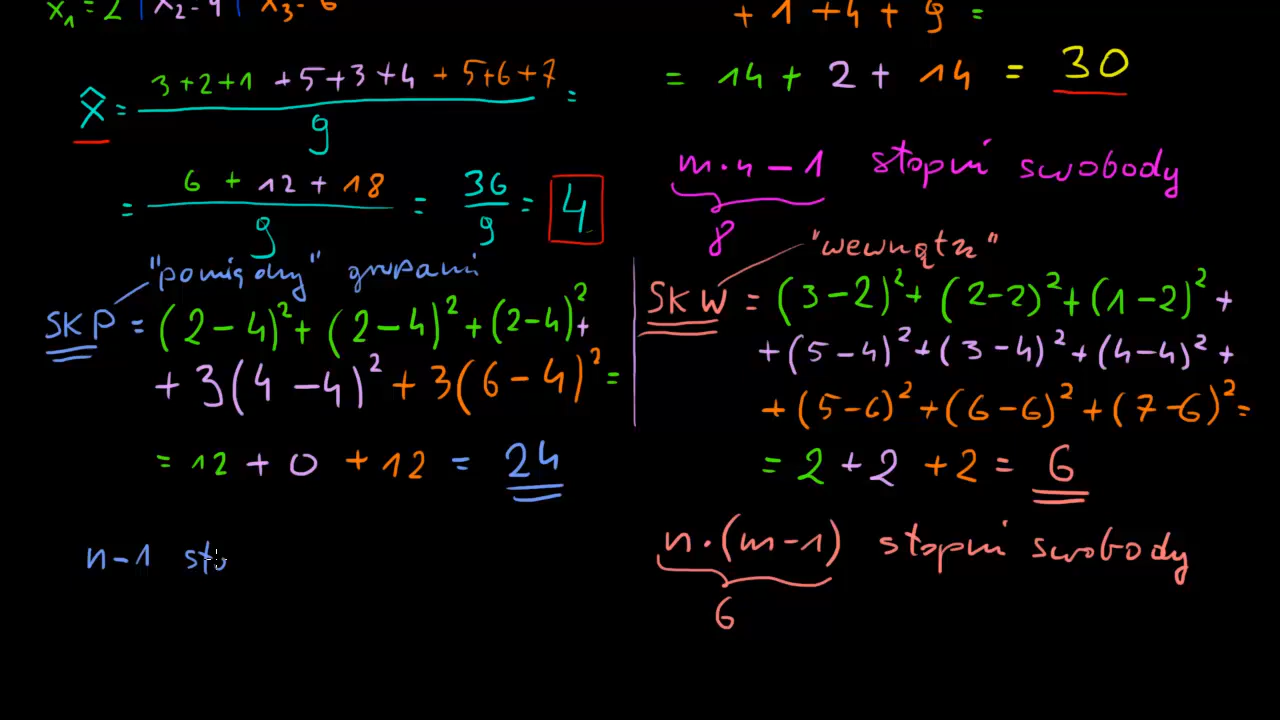 x₁ = 2 | x₂ = 4 | x₃ = 6
x̿ = (3+2+1 +5+3+4 + 5+6+7) / 9 =
= (6 + 12 + 18) / 9 = 36/9 = 4
"pomiędzy" grupami
SKP = (2-4)² + (2-4)² + (2-4)² +
+ 3(4-4)² + 3(6-4)² =
= 12 + 0 + 12 = 24
n-1 sto
+ 1 + 4 + 9 =
= 14 + 2 + 14 = 30
m·n - 1 stopni swobody
8
"wewnątrz"
SKW = (3-2)² + (2-2)² + (1-2)² +
+ (5-4)² + (3-4)² + (4-4)² +
+ (5-6)² + (6-6)² + (7-6)² =
= 2 + 2 + 2 = 6
n·(m-1) stopni swobody
6